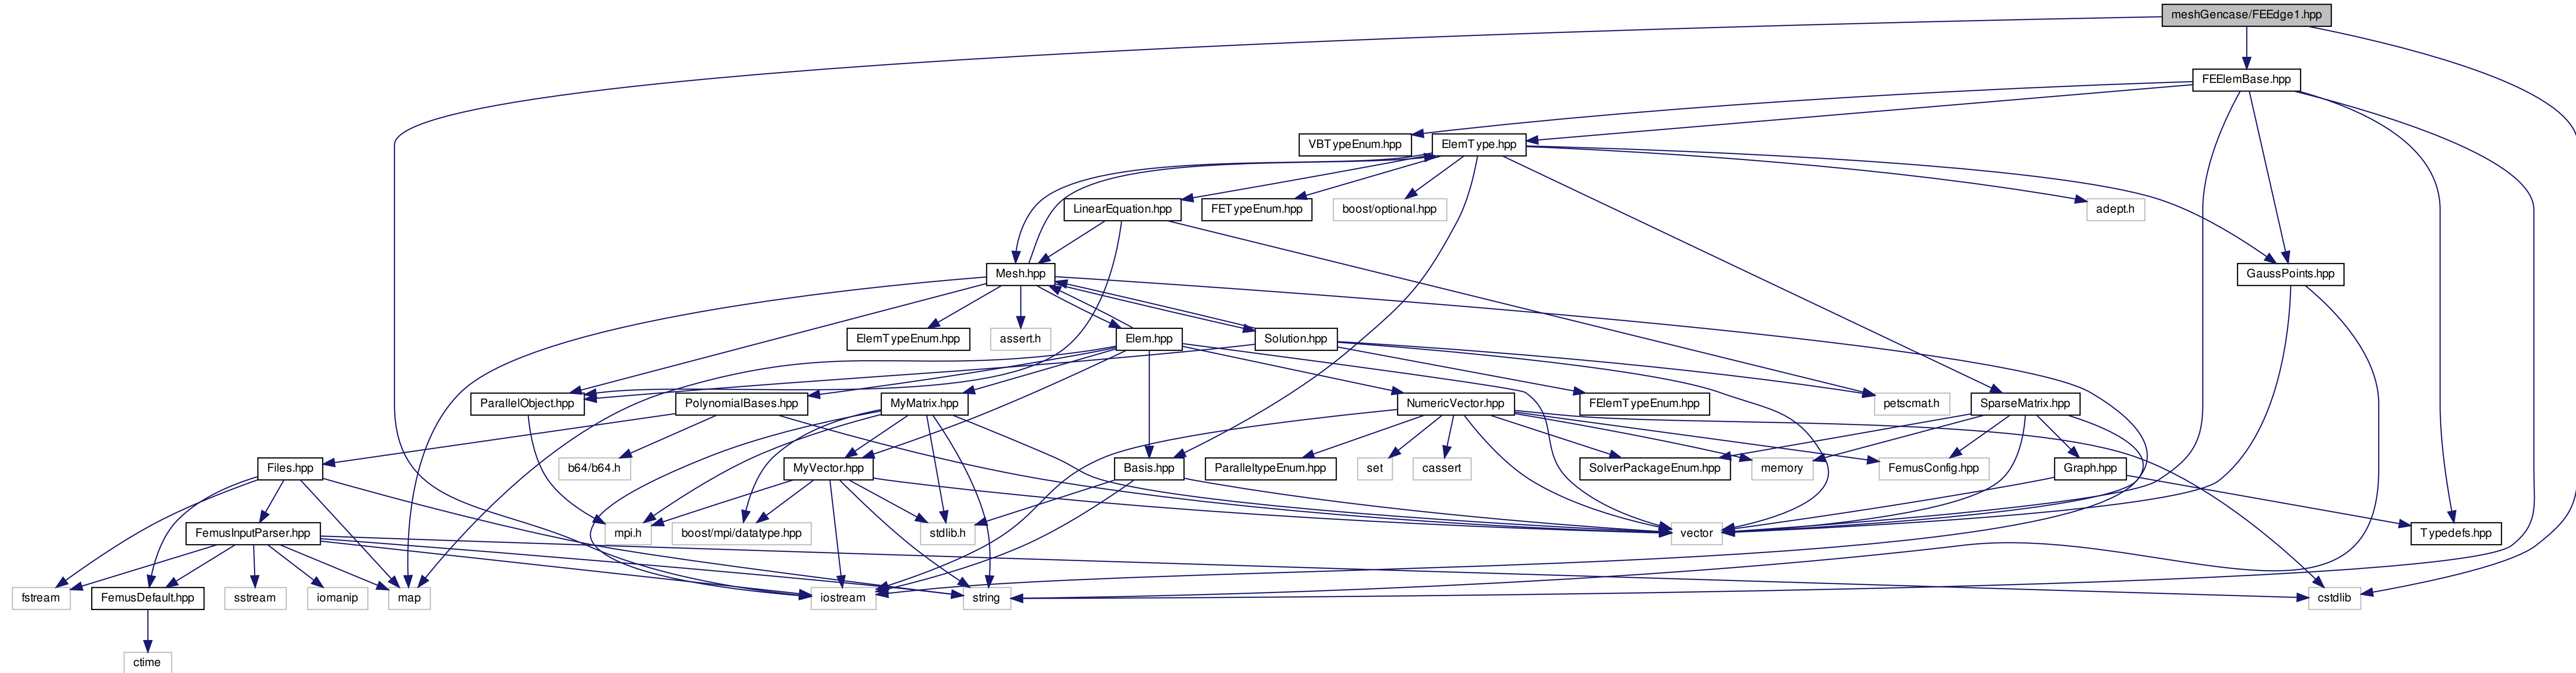 meshGencase/FEEdge1.hpp
FEElemBase.hpp
VBTypeEnum.hpp
ElemType.hpp
LinearEquation.hpp
FETypeEnum.hpp
boost/optional.hpp
adept.h
Mesh.hpp
GaussPoints.hpp
ElemTypeEnum.hpp
assert.h
Elem.hpp
Solution.hpp
ParallelObject.hpp
PolynomialBases.hpp
MyMatrix.hpp
NumericVector.hpp
FElemTypeEnum.hpp
petscmat.h
SparseMatrix.hpp
Files.hpp
b64/b64.h
MyVector.hpp
Basis.hpp
ParalleltypeEnum.hpp
set
cassert
SolverPackageEnum.hpp
memory
FemusConfig.hpp
Graph.hpp
FemusInputParser.hpp
mpi.h
boost/mpi/datatype.hpp
stdlib.h
vector
Typedefs.hpp
fstream
FemusDefault.hpp
sstream
iomanip
map
iostream
string
cstdlib
ctime